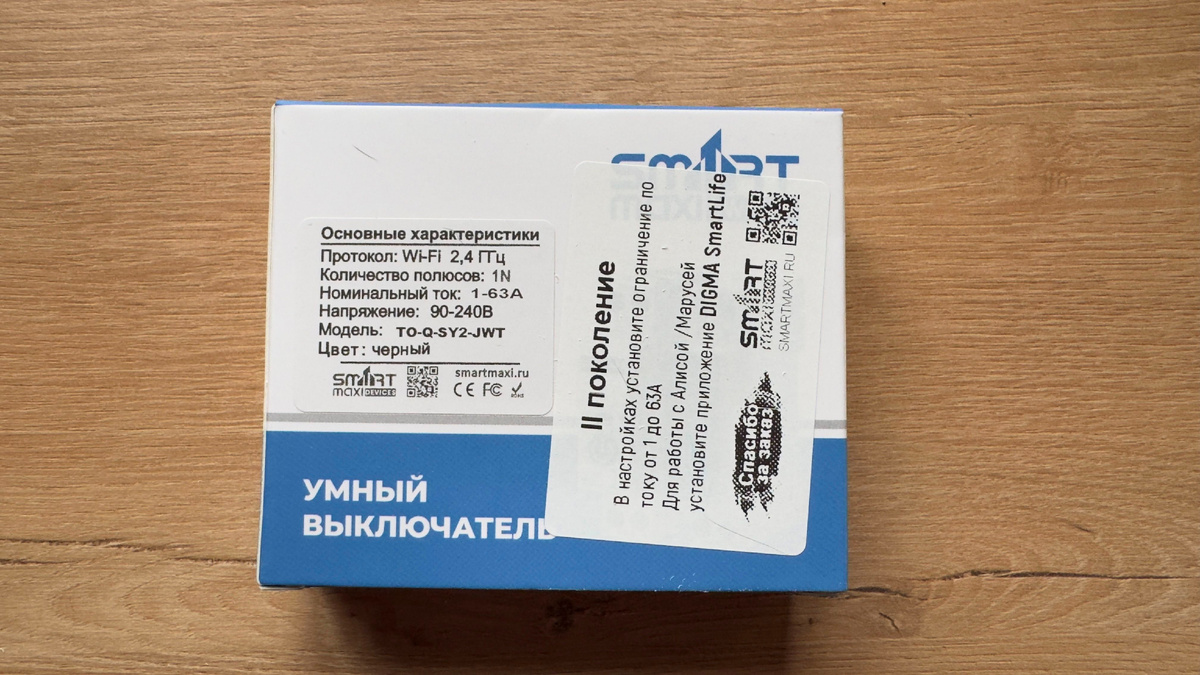 SMART
Основные характеристики
Протокол: Wi-Fi 2,4 ГГц
Количество полюсов: 1N
Номинальный ток: 1-63А
Напряжение: 90-240В
Модель: TO-Q-SY2-JWT
Цвет: черный
SMART
maxi DEVICES
smartmaxi.ru
CE FC
УМНЫЙ
ВЫКЛЮЧАТЕЛЬ
II поколение
В настройках установите ограничение по
току от 1 до 63А
Для работы с Алисой /Марусей
установите приложение DIGMA SmartLife
SMART
maxi
SMARTMAXI RU
Спасибо
за заказ